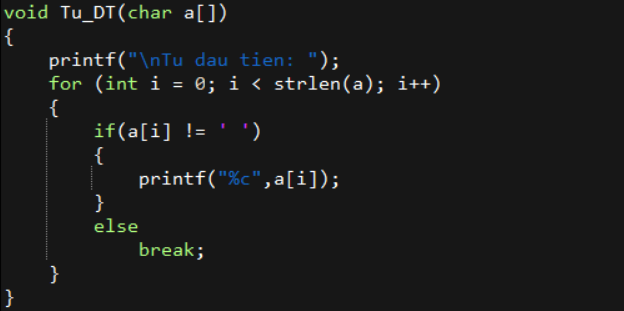 void Tu_DT(char a[])
{
    printf("\nTu dau tien: ");
    for (int i = 0; i < strlen(a); i++)
    {
        if(a[i] != ' ')
        {
            printf("%c",a[i]);
        }
        else
            break;
    }
}